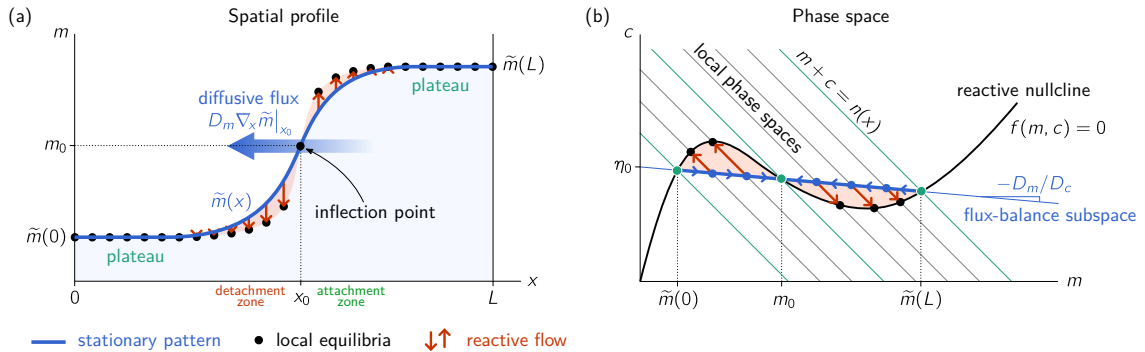 (a)
Spatial profile
m
m̃(L)
plateau
diffusive flux
D_m∇_x m̃|_{x_0}
m_0
m̃(x)
inflection point
m̃(0)
plateau
0
detachment
zone
x_0
attachment
zone
L
x
stationary pattern
local equilibria
reactive flow
(b)
Phase space
c
local phase spaces
m + c = n(x)
reactive nullcline
f(m, c) = 0
η_0
−D_m/D_c
flux-balance subspace
m̃(0)
m_0
m̃(L)
m